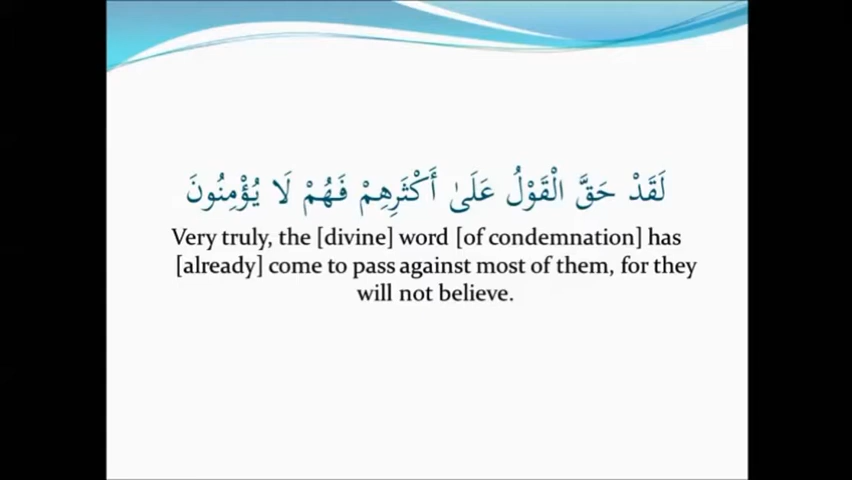 لَقَدْ حَقَّ الْقَوْلُ عَلَىٰ أَكْثَرِهِمْ فَهُمْ لَا يُؤْمِنُونَ
Very truly, the [divine] word [of condemnation] has
[already] come to pass against most of them, for they
will not believe.